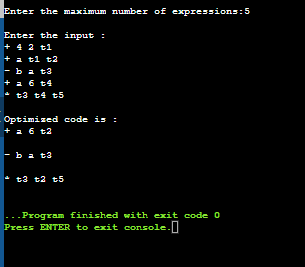 Enter the maximum number of expressions:5
Enter the input :
+ 4 2 t1
+ a t1 t2
- b a t3
+ a 6 t4
* t3 t4 t5
Optimized code is :
+ a 6 t2
- b a t3
* t3 t2 t5
...Program finished with exit code 0
Press ENTER to exit console.